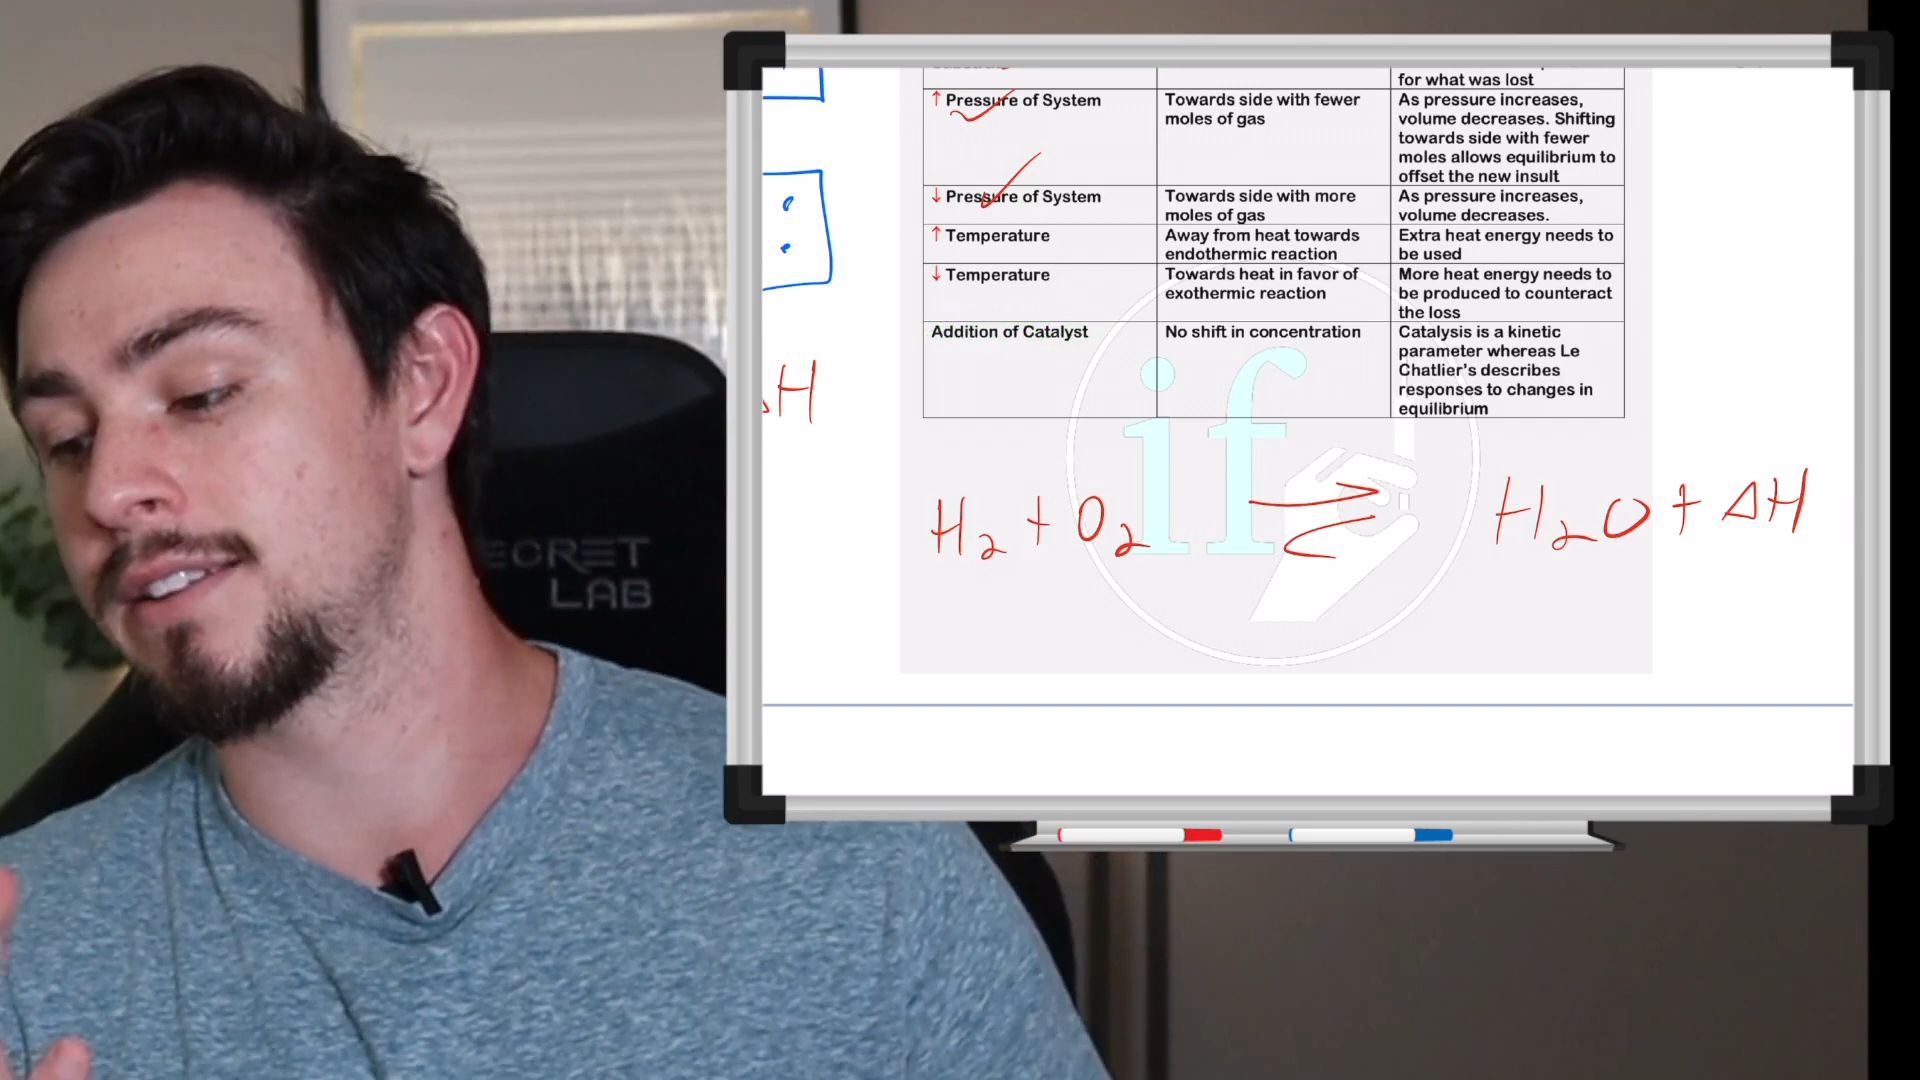 for what was lost
↑ Pressure of System
Towards side with fewer
moles of gas
As pressure increases,
volume decreases. Shifting
towards side with fewer
moles allows equilibrium to
offset the new insult
↓ Pressure of System
Towards side with more
moles of gas
As pressure increases,
volume decreases.
↑ Temperature
Away from heat towards
endothermic reaction
Extra heat energy needs to
be used
↓ Temperature
Towards heat in favor of
exothermic reaction
More heat energy needs to
be produced to counteract
the loss
Addition of Catalyst
No shift in concentration
Catalysis is a kinetic
parameter whereas Le
Chatlier's describes
responses to changes in
equilibrium
H
if
H₂ + O₂ ⇌ H₂O + ΔH
ECRET
LAB